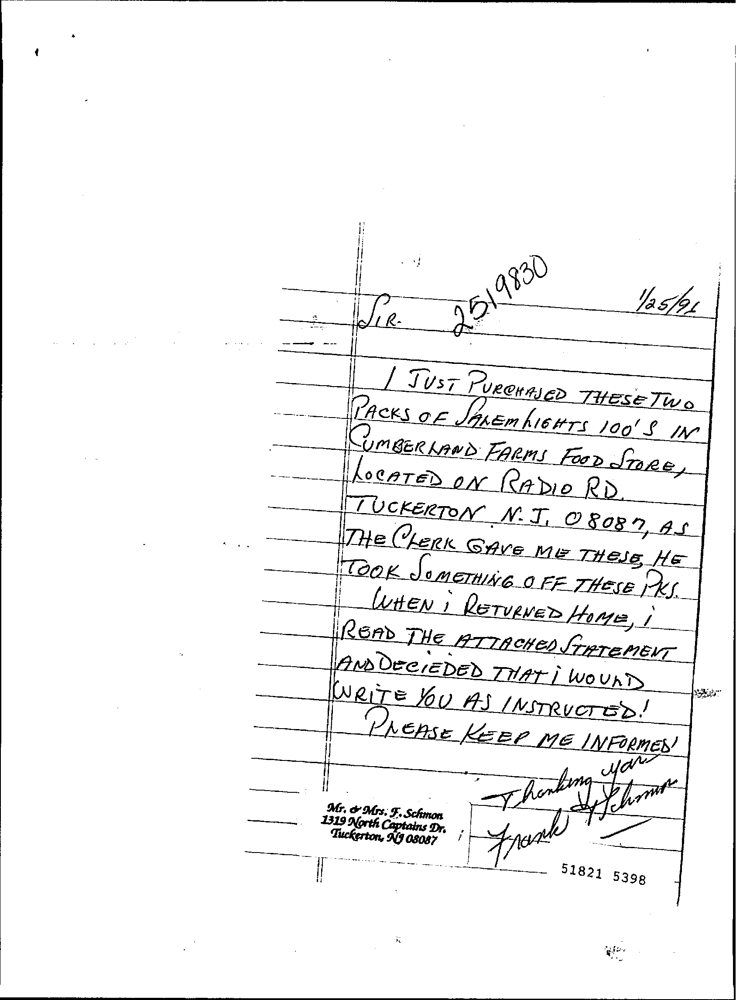 2519830
1/25/91
SIR.
I JUST PURCHASED THESE TWO
PACKS OF SALEM LIGHTS 100'S IN
CUMBERLAND FARMS FOOD STORE,
LOCATED ON RADIO RD.
TUCKERTON N.J. 08087, AS
THE CLERK GAVE ME THESE, HE
TOOK SOMETHING OFF THESE PKS.
WHEN i RETURNED HOME, i
READ THE ATTACHED STATEMENT
AND DECIEDED THAT i WOULD
WRITE YOU AS INSTRUCTED!
PLEASE KEEP ME INFORMED!
Thanking you
Frank Schmon
Mr. & Mrs. F. Schmon
1319 North Captains Dr.
Tuckerton, NJ 08087
51821 5398